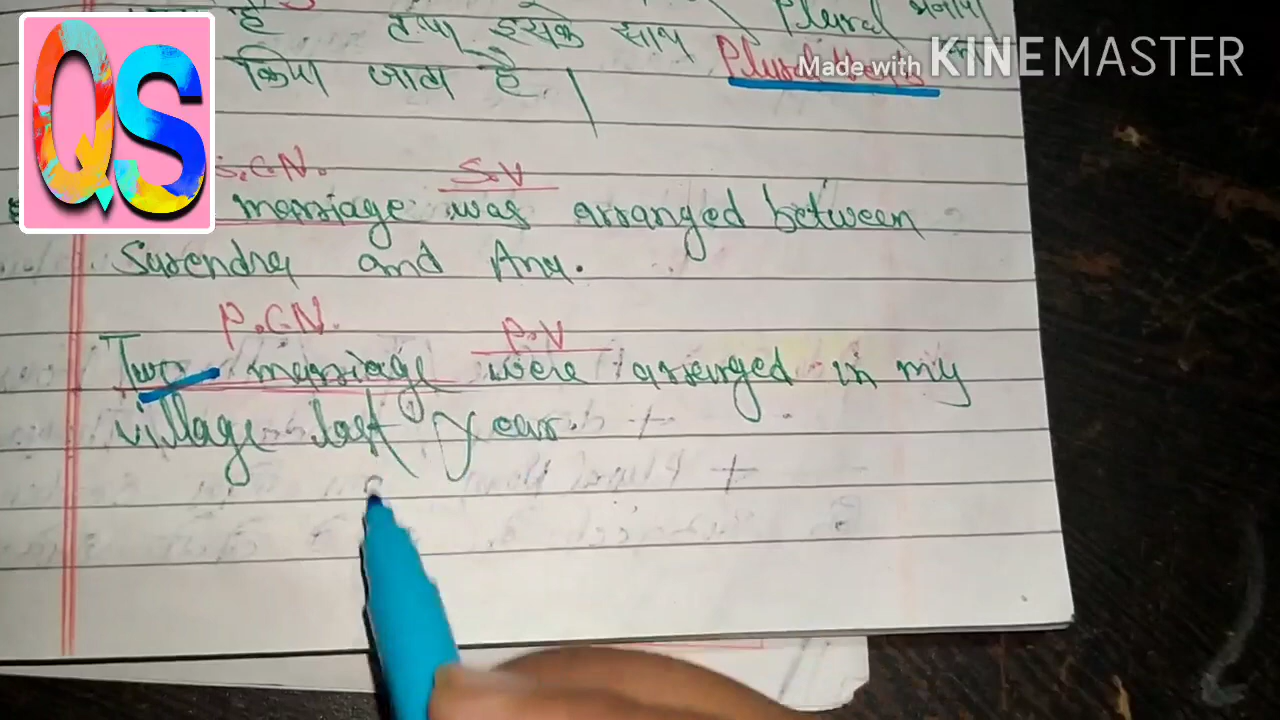 है तथा इसके साथ Plural
किया जाता है।
Made with KINEMASTER
QS
S.C.N. S.V
marriage was arranged between
Surendra and Anu.
P.C.N. P.V
Two marriage were arranged in my
village last year.